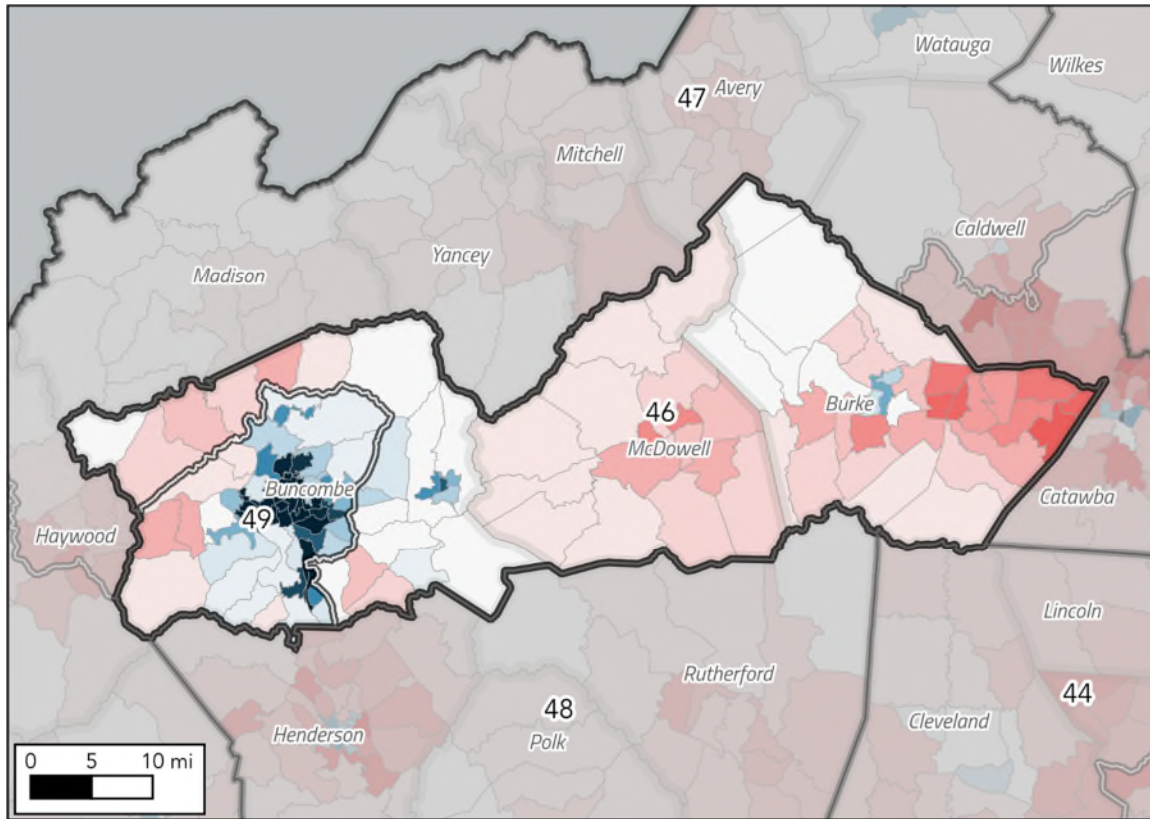 Watauga
Wilkes
47
Avery
Mitchell
Caldwell
Yancey
Madison
46
Burke
McDowell
Buncombe
49
Catawba
Haywood
Lincoln
Rutherford
44
48
Cleveland
Henderson
Polk
0 5 10 mi